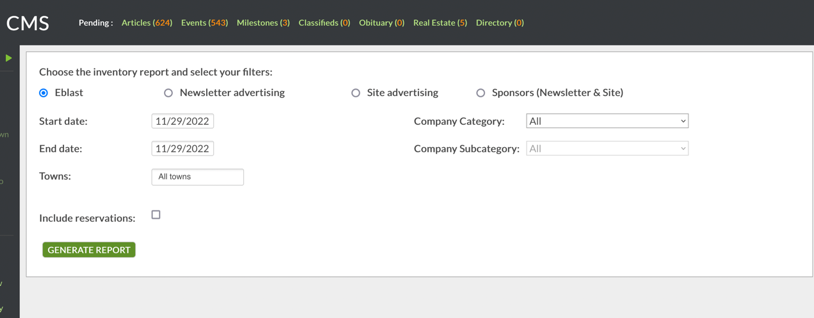 CMS Pending : Articles (624) Events (543) Milestones (3) Classifieds (0) Obituary (0) Real Estate (5) Directory (0)
Choose the inventory report and select your filters:
Eblast Newsletter advertising Site advertising Sponsors (Newsletter & Site)
Start date: 11/29/2022 Company Category: All
End date: 11/29/2022 Company Subcategory: All
Towns: All towns
Include reservations:
GENERATE REPORT